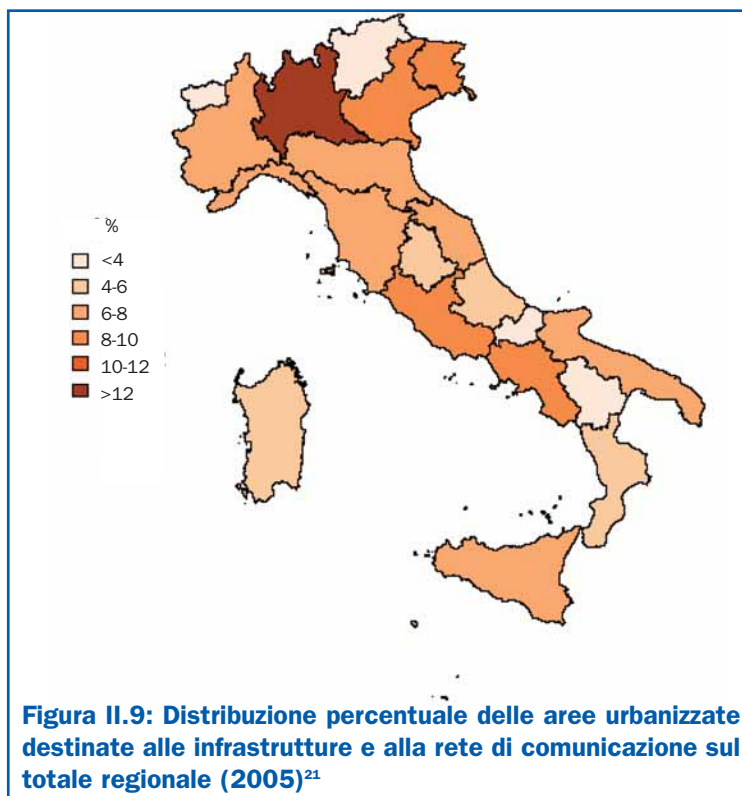 %
<4
4-6
6-8
8-10
10-12
>12
Figura II.9: Distribuzione percentuale delle aree urbanizzate
destinate alle infrastrutture e alla rete di comunicazione sul
totale regionale (2005)²¹